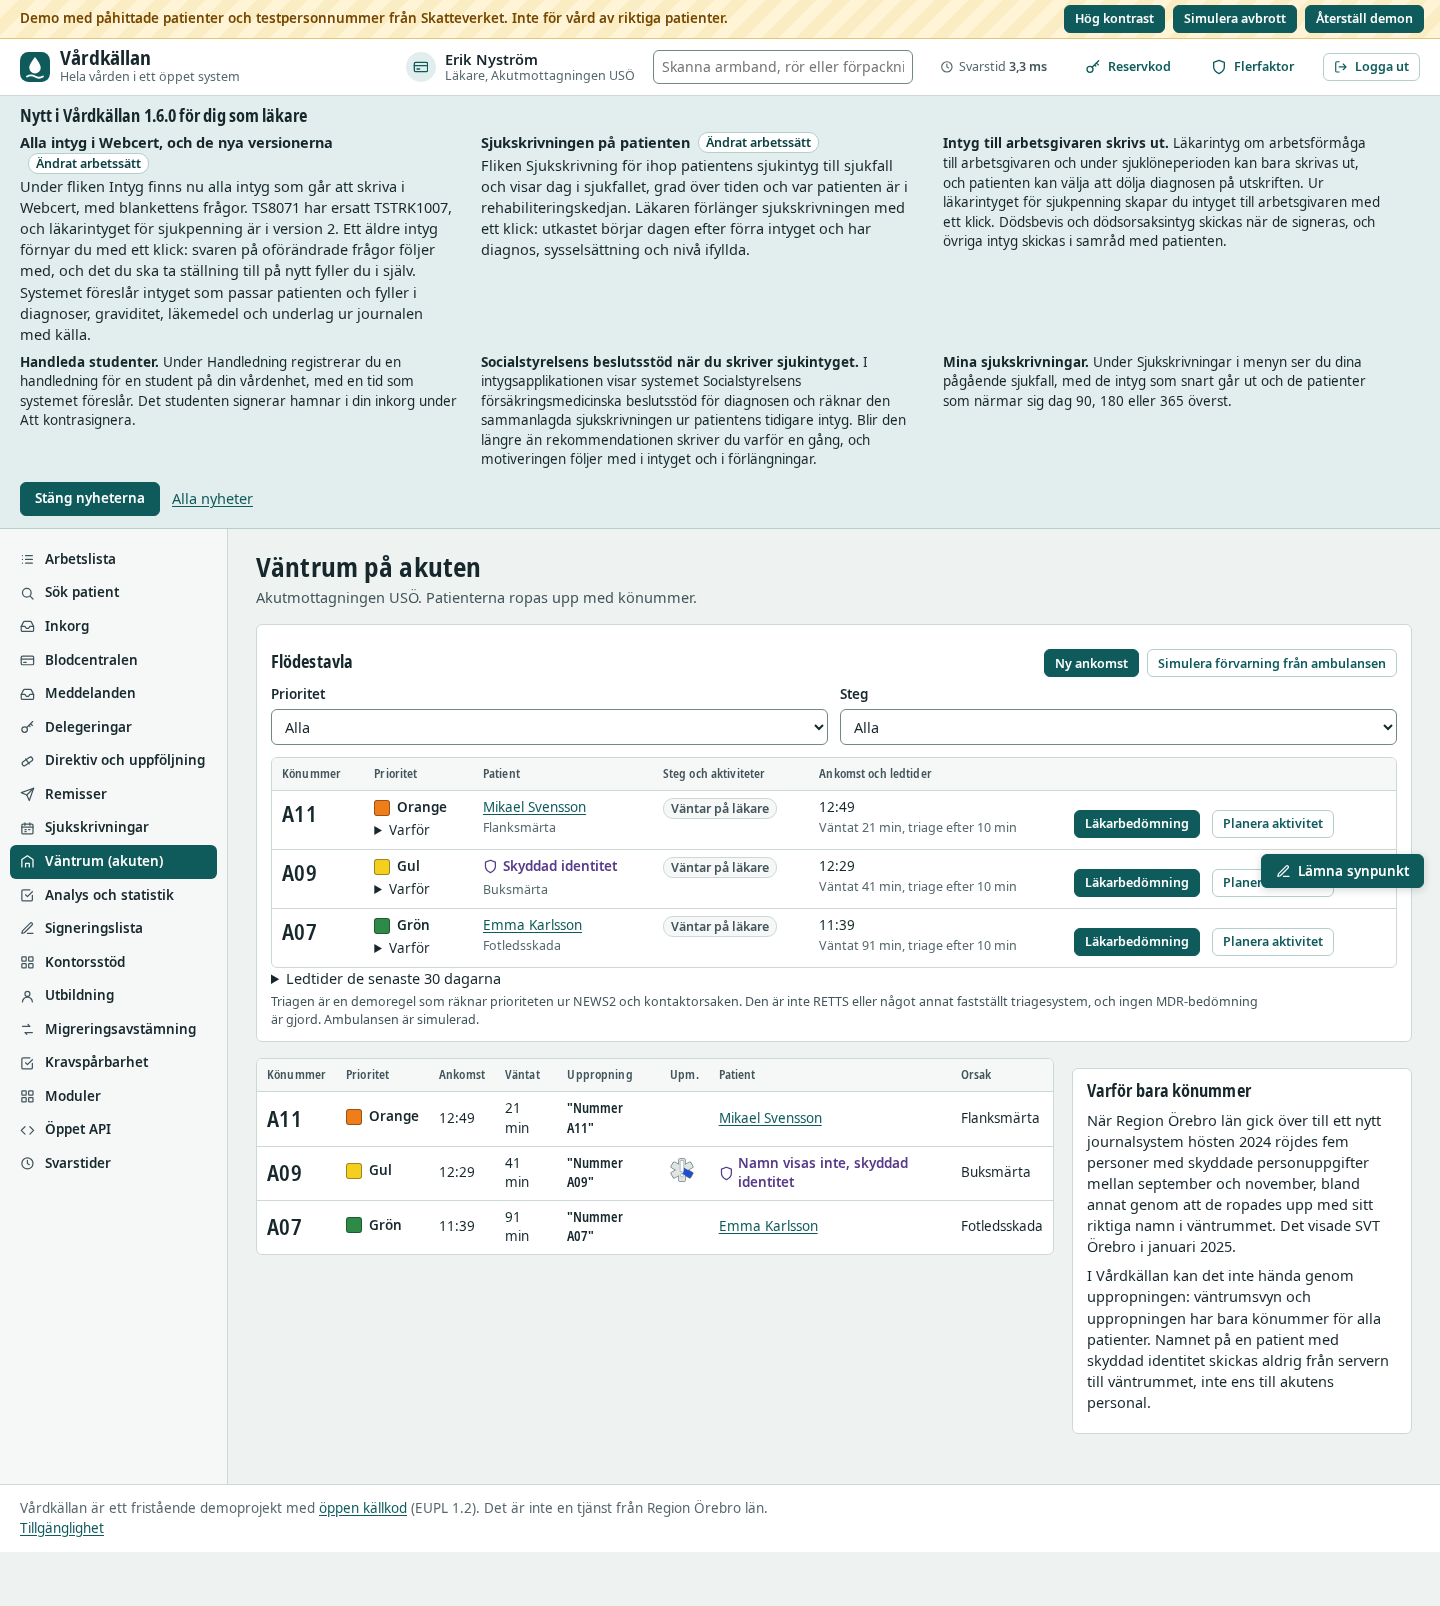 Demo med påhittade patienter och testpersonnummer från Skatteverket. Inte för vård av riktiga patienter.
Hög kontrast
Simulera avbrott
Återställ demon
Vårdkällan
Hela vården i ett öppet system
Erik Nyström
Läkare, Akutmottagningen USÖ
Skanna armband, rör eller förpackni
Svarstid 3,3 ms
Reservkod
Flerfaktor
Logga ut
Nytt i Vårdkällan 1.6.0 för dig som läkare
Alla intyg i Webcert, och de nya versionerna
Ändrat arbetssätt
Under fliken Intyg finns nu alla intyg som går att skriva i
Webcert, med blankettens frågor. TS8071 har ersatt TSTRK1007,
och läkarintyget för sjukpenning är i version 2. Ett äldre intyg
förnyar du med ett klick: svaren på oförändrade frågor följer
med, och det du ska ta ställning till på nytt fyller du i själv.
Systemet föreslår intyget som passar patienten och fyller i
diagnoser, graviditet, läkemedel och underlag ur journalen
med källa.
Sjukskrivningen på patienten
Ändrat arbetssätt
Fliken Sjukskrivning får ihop patientens sjukintyg till sjukfall
och visar dag i sjukfallet, grad över tiden och var patienten är i
rehabiliteringskedjan. Läkaren förlänger sjukskrivningen med
ett klick: utkastet börjar dagen efter förra intyget och har
diagnos, sysselsättning och nivå ifyllda.
Intyg till arbetsgivaren skrivs ut. Läkarintyg om arbetsförmåga
till arbetsgivaren och under sjuklöneperioden kan bara skrivas ut,
och patienten kan välja att dölja diagnosen på utskriften. Ur
läkarintyget för sjukpenning skapar du intyget till arbetsgivaren med
ett klick. Dödsbevis och dödsorsaksintyg skickas när de signeras, och
övriga intyg skickas i samråd med patienten.
Handleda studenter. Under Handledning registrerar du en
handledning för en student på din vårdenhet, med en tid som
systemet föreslår. Det studenten signerar hamnar i din inkorg under
Att kontrasignera.
Socialstyrelsens beslutsstöd när du skriver sjukintyget. I
intygsapplikationen visar systemet Socialstyrelsens
försäkringsmedicinska beslutsstöd för diagnosen och räknar den
sammanlagda sjukskrivningen ur patientens tidigare intyg. Blir den
längre än rekommendationen skriver du varför en gång, och
motiveringen följer med i intyget och i förlängningar.
Mina sjukskrivningar. Under Sjukskrivningar i menyn ser du dina
pågående sjukfall, med de intyg som snart går ut och de patienter
som närmar sig dag 90, 180 eller 365 överst.
Stäng nyheterna
Alla nyheter
Arbetslista
Sök patient
Inkorg
Blodcentralen
Meddelanden
Delegeringar
Direktiv och uppföljning
Remisser
Sjukskrivningar
Väntrum (akuten)
Analys och statistik
Signeringslista
Kontorsstöd
Utbildning
Migreringsavstämning
Kravspårbarhet
Moduler
Öppet API
Svarstider
Väntrum på akuten
Akutmottagningen USÖ. Patienterna ropas upp med könummer.
Flödestavla
Ny ankomst
Simulera förvarning från ambulansen
Prioritet
Steg
Alla
Alla
Könummer Prioritet Patient Steg och aktiviteter Ankomst och ledtider
A11 Orange Mikael Svensson Väntar på läkare 12:49
Varför Flanksmärta Väntat 21 min, triage efter 10 min Läkarbedömning Planera aktivitet
A09 Gul Skyddad identitet Väntar på läkare 12:29
Varför Buksmärta Väntat 41 min, triage efter 10 min Läkarbedömning Planer
Lämna synpunkt
A07 Grön Emma Karlsson Väntar på läkare 11:39
Varför Fotledsskada Väntat 91 min, triage efter 10 min Läkarbedömning Planera aktivitet
Ledtider de senaste 30 dagarna
Triagen är en demoregel som räknar prioriteten ur NEWS2 och kontaktorsaken. Den är inte RETTS eller något annat fastställt triagesystem, och ingen MDR-bedömning
är gjord. Ambulansen är simulerad.
Könummer Prioritet Ankomst Väntat Uppropning Upm. Patient Orsak
A11 Orange 12:49 21 min "Nummer A11" Mikael Svensson Flanksmärta
A09 Gul 12:29 41 min "Nummer A09" Namn visas inte, skyddad identitet Buksmärta
A07 Grön 11:39 91 min "Nummer A07" Emma Karlsson Fotledsskada
Varför bara könummer
När Region Örebro län gick över till ett nytt
journalsystem hösten 2024 röjdes fem
personer med skyddade personuppgifter
mellan september och november, bland
annat genom att de ropades upp med sitt
riktiga namn i väntrummet. Det visade SVT
Örebro i januari 2025.
I Vårdkällan kan det inte hända genom
uppropningen: väntrumsvyn och
uppropningen har bara könummer för alla
patienter. Namnet på en patient med
skyddad identitet skickas aldrig från servern
till väntrummet, inte ens till akutens
personal.
Vårdkällan är ett fristående demoprojekt med öppen källkod (EUPL 1.2). Det är inte en tjänst från Region Örebro län.
Tillgänglighet